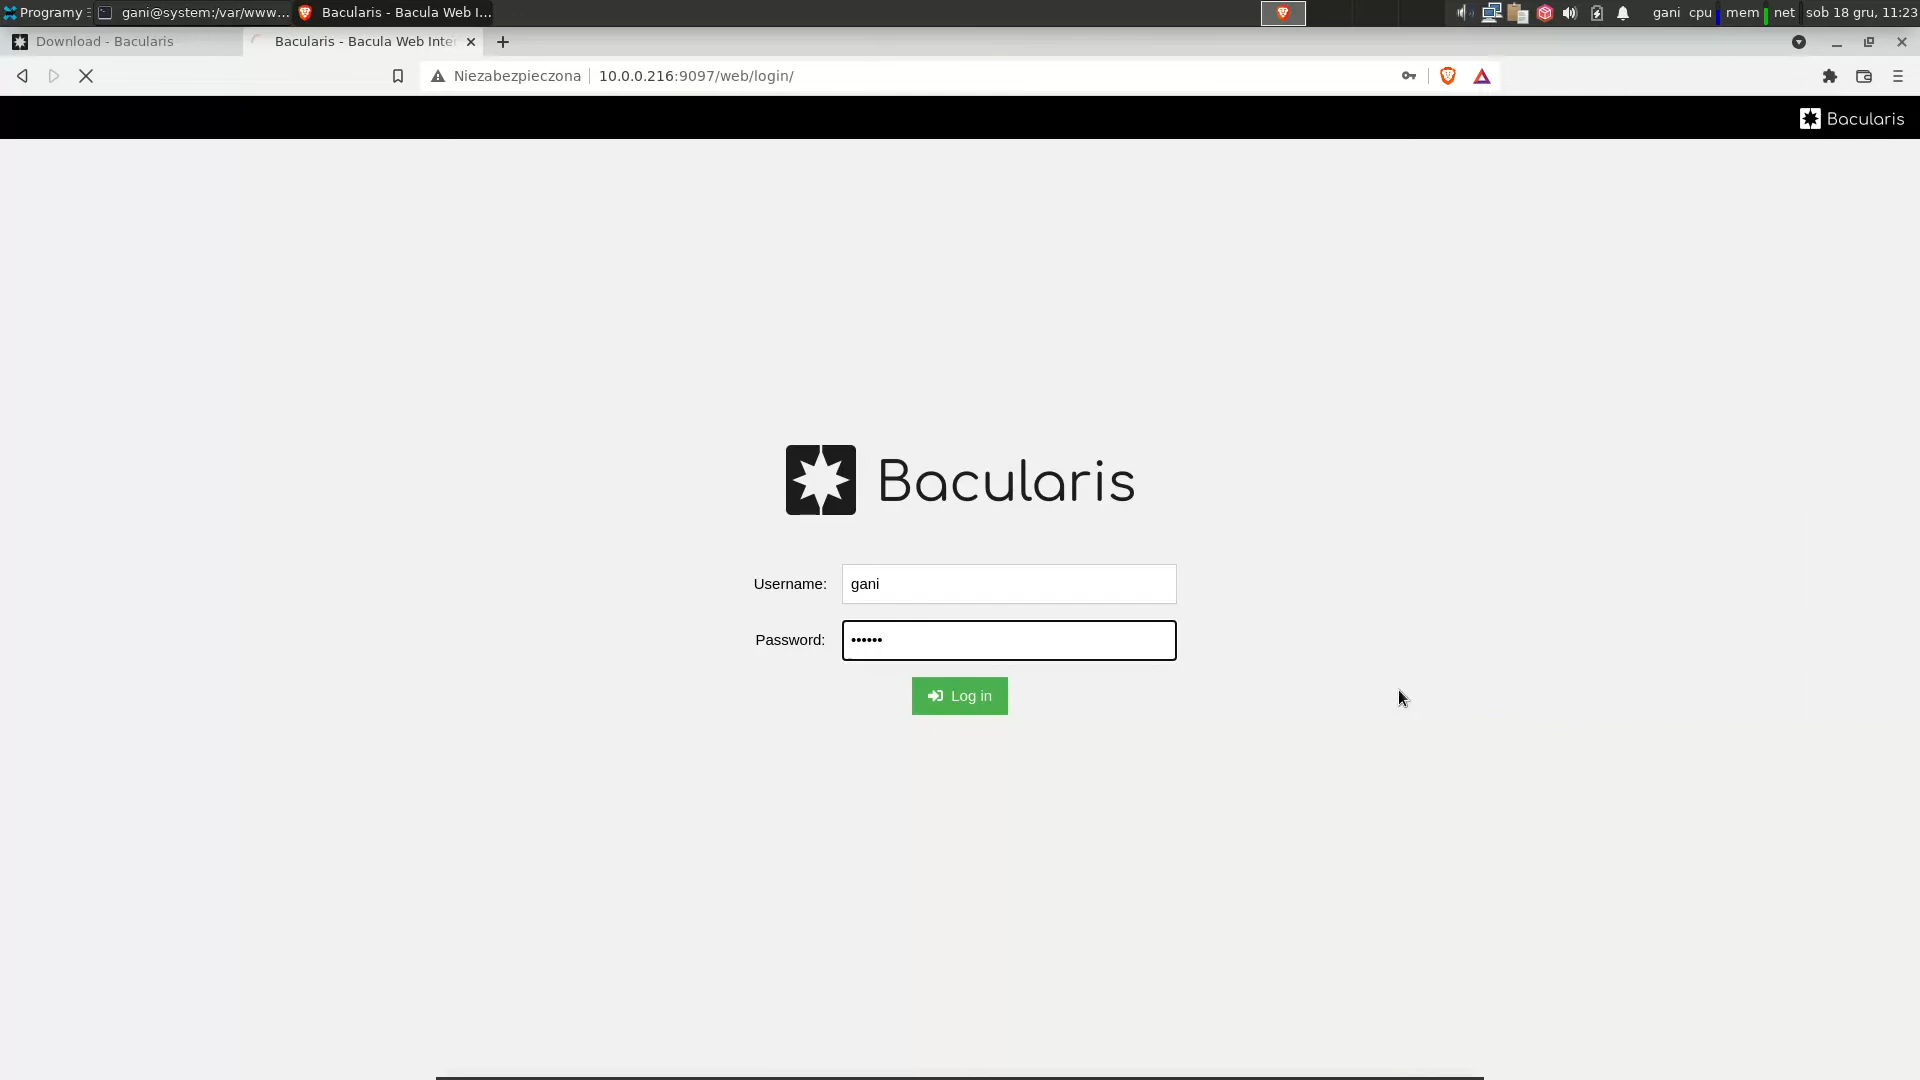 Programy
gani@system:/var/www...
Bacularis - Bacula Web I...
gani
cpu
mem
net
sob 18 gru, 11:23
Download - Bacularis
Bacularis - Bacula Web Inte
Niezabezpieczona
10.0.0.216:9097/web/login/
Bacularis
Bacularis
Username:
gani
Password:
••••••
Log in